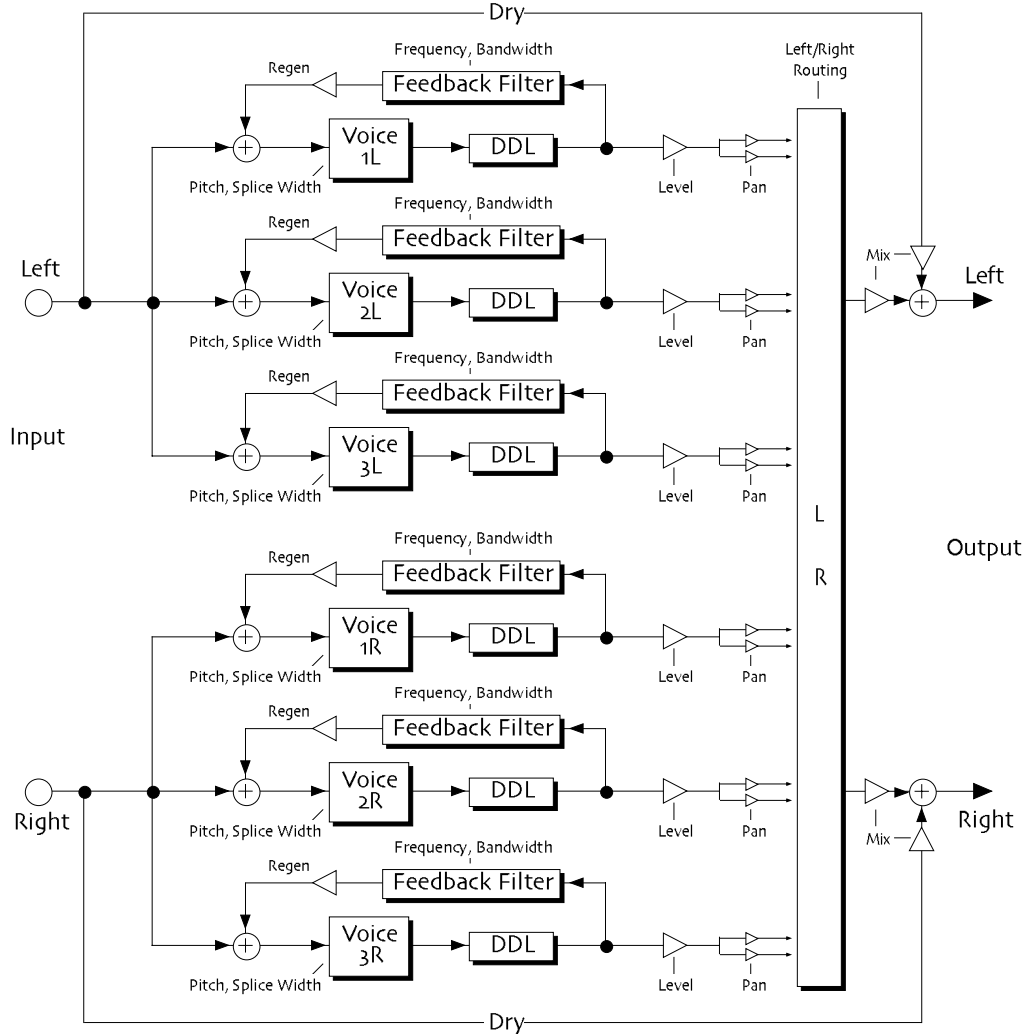 Dry
Frequency, Bandwidth
Left/Right
Routing
Regen
Feedback Filter
Voice
1L
DDL
Pitch, Splice Width
Level
Pan
Frequency, Bandwidth
Regen
Feedback Filter
Left
Mix
Left
Voice
2L
DDL
Pitch, Splice Width
Level
Pan
Frequency, Bandwidth
Regen
Feedback Filter
Input
Voice
3L
DDL
Pitch, Splice Width
Level
Pan
L
R
Output
Frequency, Bandwidth
Regen
Feedback Filter
Voice
1R
DDL
Pitch, Splice Width
Level
Pan
Frequency, Bandwidth
Regen
Feedback Filter
Voice
2R
DDL
Right
Right
Pitch, Splice Width
Level
Pan
Mix
Frequency, Bandwidth
Regen
Feedback Filter
Voice
3R
DDL
Pitch, Splice Width
Level
Pan
Dry